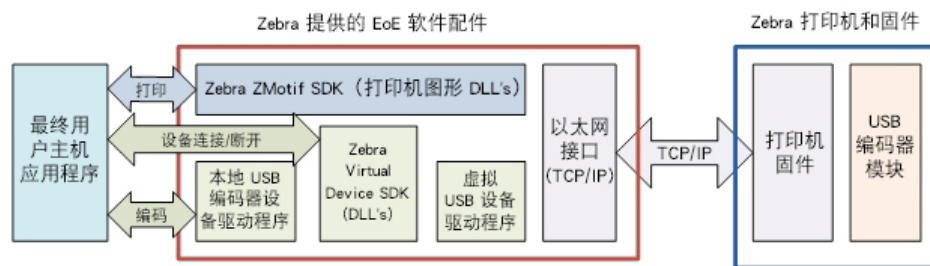 Zebra 提供的 EoE 软件配件
Zebra 打印机和固件
最终用
户主机
应用程序
打印
Zebra ZMotif SDK（打印机图形 DLL's）
设备连接/断开
编码
本地 USB
编码器设
备驱动程序
Zebra
Virtual
Device SDK
(DLL's)
虚拟
USB 设备
驱动程序
以太网
接口
(TCP/IP)
TCP/IP
打印机
固件
USB
编码器
模块